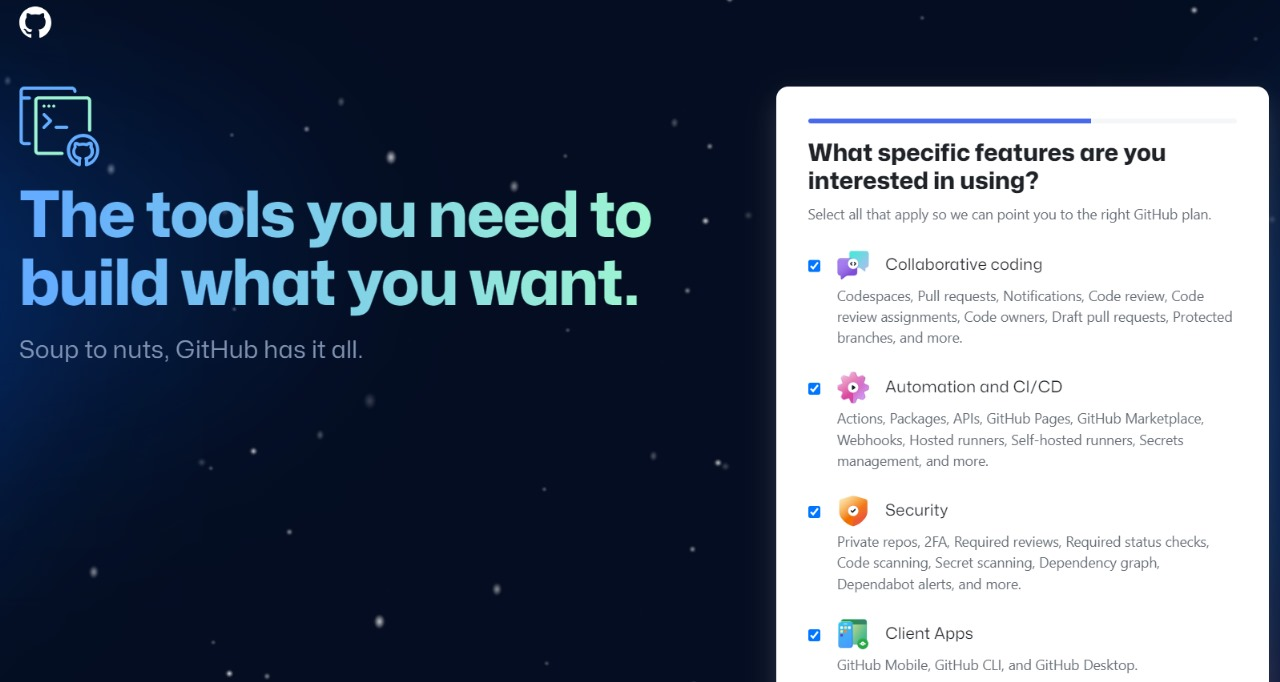 The tools you need to
build what you want.
Soup to nuts, GitHub has it all.
What specific features are you
interested in using?
Select all that apply so we can point you to the right GitHub plan.
Collaborative coding
Codespaces, Pull requests, Notifications, Code review, Code
review assignments, Code owners, Draft pull requests, Protected
branches, and more.
Automation and CI/CD
Actions, Packages, APIs, GitHub Pages, GitHub Marketplace,
Webhooks, Hosted runners, Self-hosted runners, Secrets
management, and more.
Security
Private repos, 2FA, Required reviews, Required status checks,
Code scanning, Secret scanning, Dependency graph,
Dependabot alerts, and more.
Client Apps
GitHub Mobile, GitHub CLI, and GitHub Desktop.